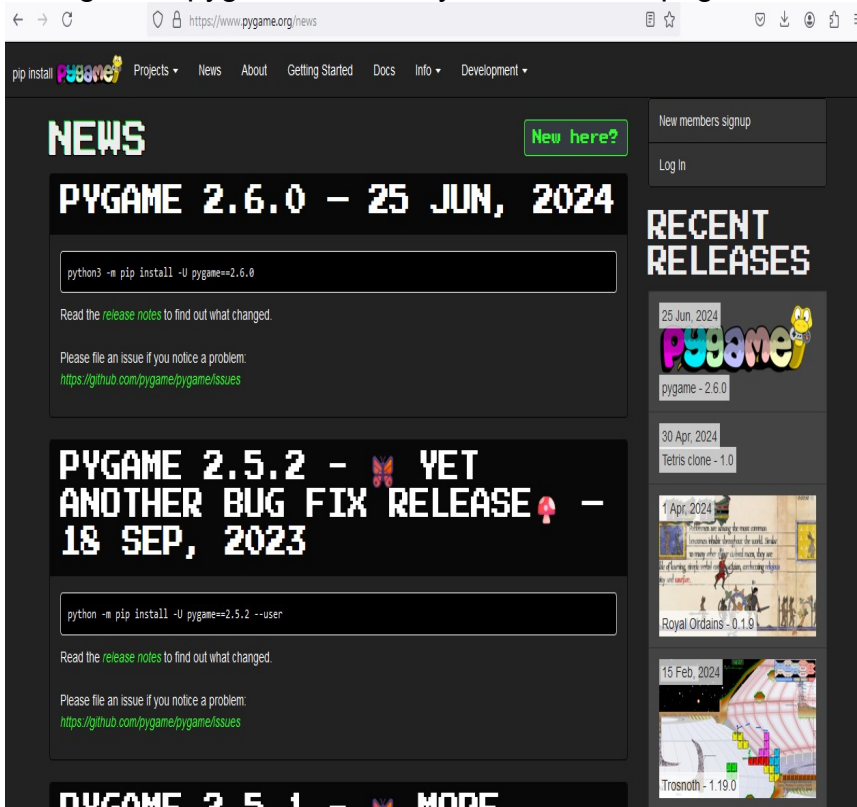 https://www.pygame.org/news
pip install pygame Projects News About Getting Started Docs Info Development
NEWS
New here?
PYGAME 2.6.0 — 25 JUN, 2024
python3 -m pip install -U pygame==2.6.0
Read the release notes to find out what changed.
Please file an issue if you notice a problem:
https://github.com/pygame/pygame/issues
PYGAME 2.5.2 - YET
ANOTHER BUG FIX RELEASE —
18 SEP, 2023
python -m pip install -U pygame==2.5.2 --user
Read the release notes to find out what changed.
Please file an issue if you notice a problem:
https://github.com/pygame/pygame/issues
PYGAME 2.5.1 - MORE
New members signup
Log In
RECENT
RELEASES
25 Jun, 2024
pygame
pygame - 2.6.0
30 Apr, 2024
Tetris clone - 1.0
1 Apr, 2024
Royal Ordains - 0.1.9
15 Feb, 2024
Trosnoth - 1.19.0